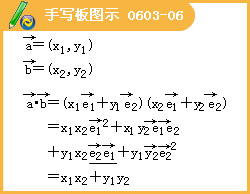 手写板图示 0603-06
a⃗=(x₁,y₁)
b⃗=(x₂,y₂)
a⃗•b⃗=(x₁e⃗₁+y₁e⃗₂)(x₂e⃗₁+y₂e⃗₂)
=x₁x₂e⃗₁²+x₁y₂e⃗₁e⃗₂
+y₁x₂e⃗₂e⃗₁+y₁y₂e⃗₂²
=x₁x₂+y₁y₂